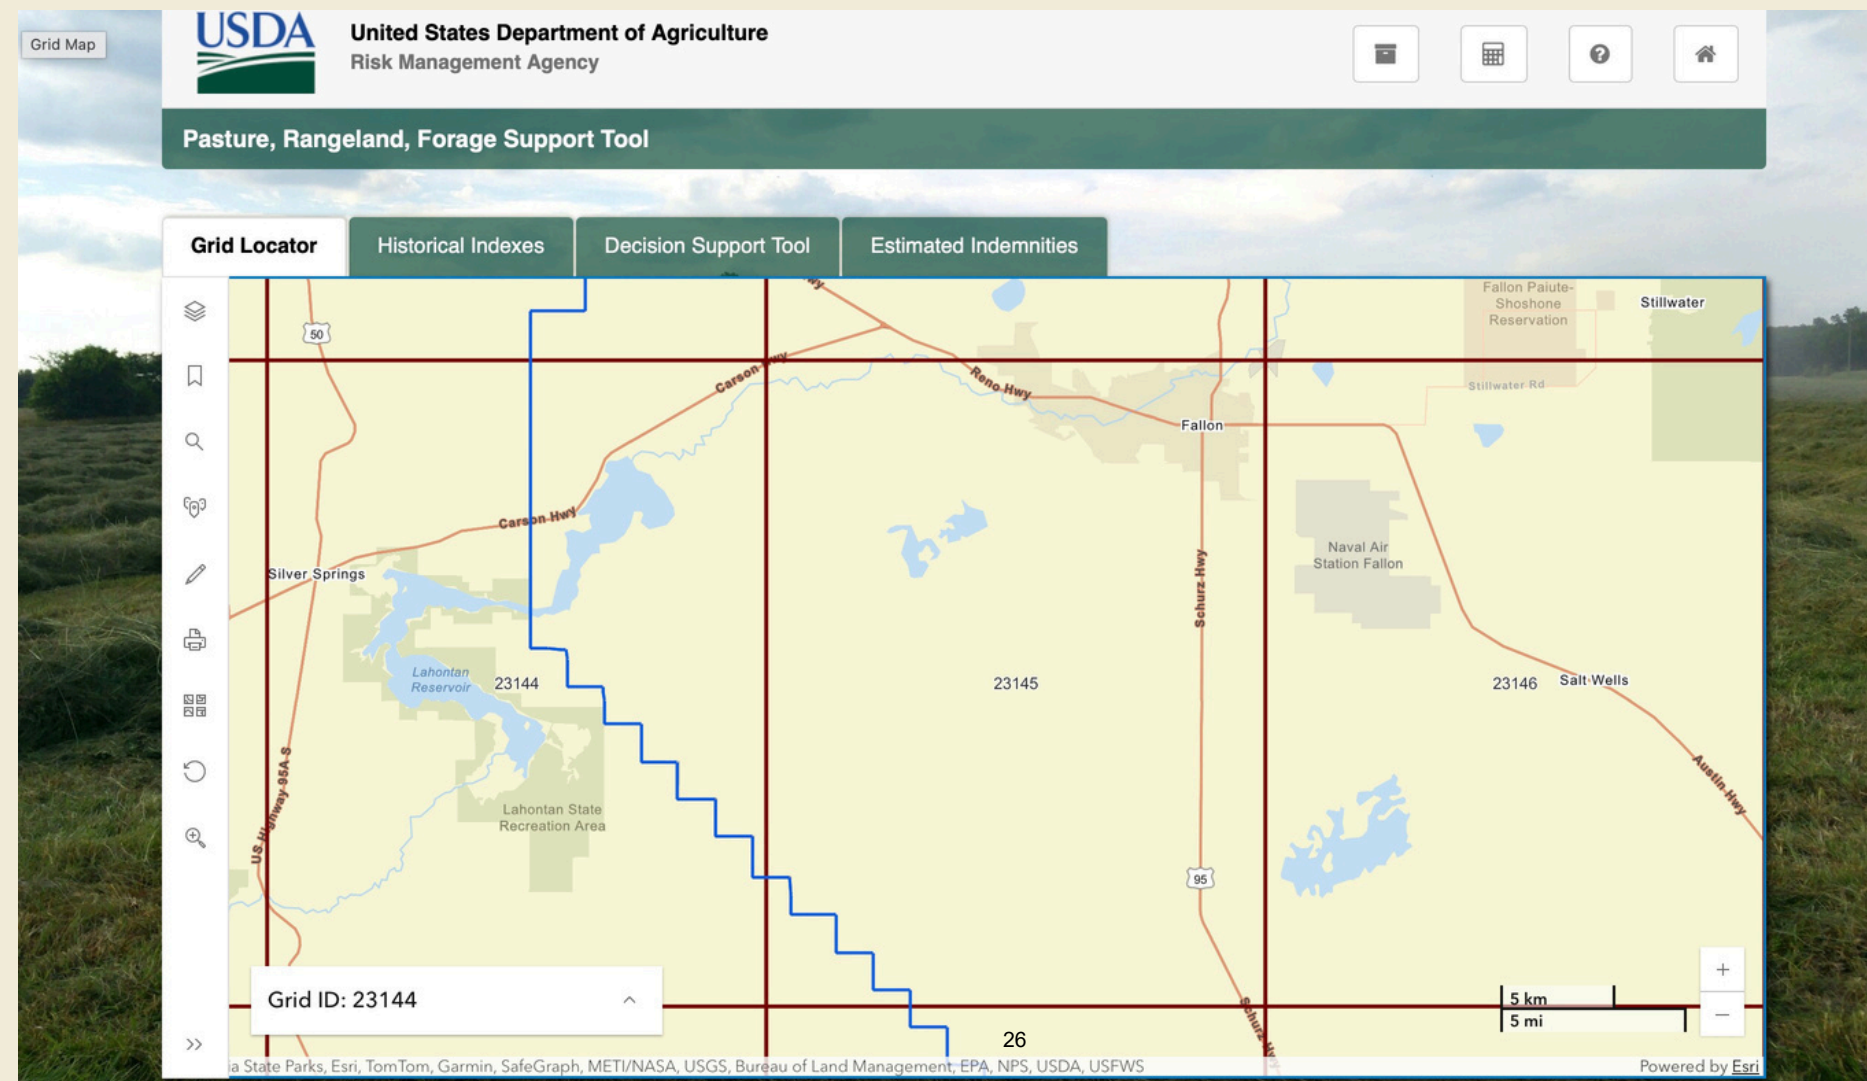 Grid Map
USDA
United States Department of Agriculture
Risk Management Agency
Pasture, Rangeland, Forage Support Tool
Grid Locator
Historical Indexes
Decision Support Tool
Estimated Indemnities
50
Fallon Paiute-
Shoshone
Reservation
Stillwater
Carson Hwy
Reno Hwy
Stillwater Rd
Fallon
Carson Hwy
Silver Springs
Schurz Hwy
Naval Air
Station Fallon
Lahontan
Reservoir
23144
23145
23146
Salt Wells
US Highway 95A S
Lahontan State
Recreation Area
Austin Hwy
95
Grid ID: 23144
Schurz Hwy
5 km
5 mi
26
ia State Parks, Esri, TomTom, Garmin, SafeGraph, METI/NASA, USGS, Bureau of Land Management, EPA, NPS, USDA, USFWS
Powered by Esri